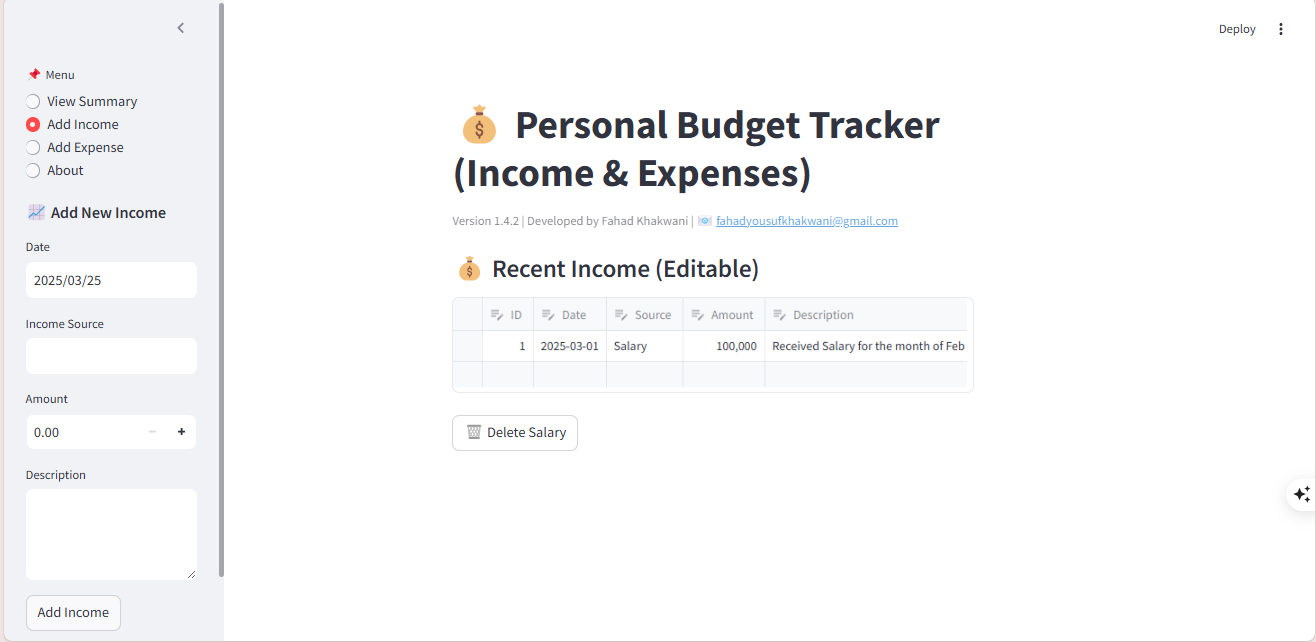 Deploy
Menu
View Summary
Add Income
Add Expense
About
Add New Income
Date
2025/03/25
Income Source
Amount
0.00
Description
Add Income
Personal Budget Tracker
(Income & Expenses)
Version 1.4.2 | Developed by Fahad Khakwani | fahadyousufkhakwani@gmail.com
Recent Income (Editable)
ID Date Source Amount Description
1 2025-03-01 Salary 100,000 Received Salary for the month of Feb
Delete Salary